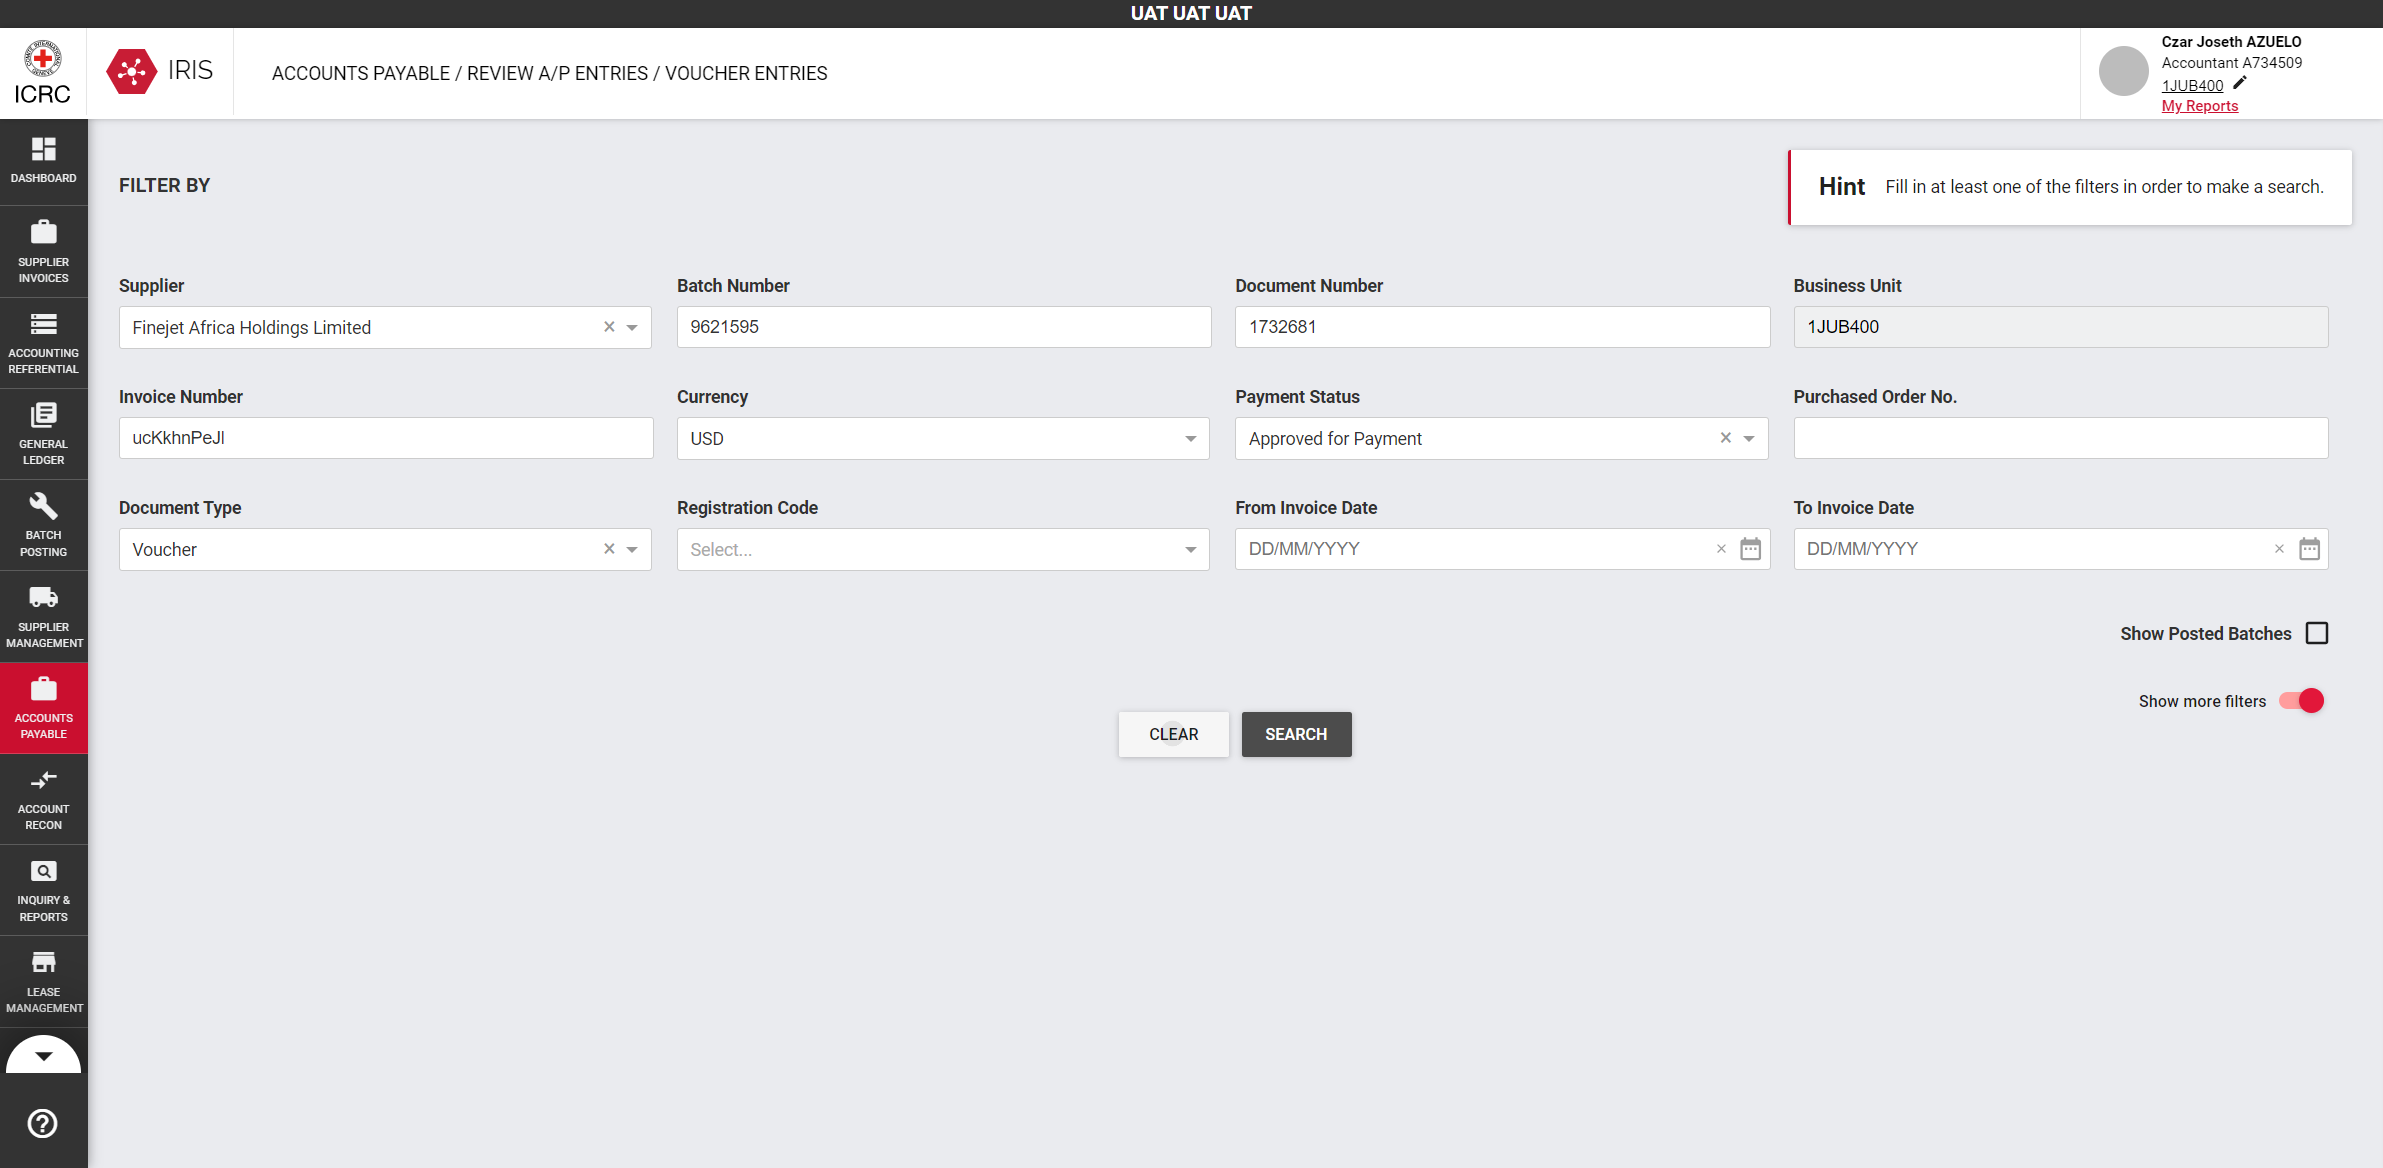 UAT UAT UAT
ICRC
IRIS
ACCOUNTS PAYABLE / REVIEW A/P ENTRIES / VOUCHER ENTRIES
Czar Joseth AZUELO
Accountant A734509
1JUB400
My Reports
DASHBOARD
SUPPLIER
INVOICES
ACCOUNTING
REFERENTIAL
GENERAL
LEDGER
BATCH
POSTING
SUPPLIER
MANAGEMENT
ACCOUNTS
PAYABLE
ACCOUNT
RECON
INQUIRY &
REPORTS
LEASE
MANAGEMENT
FILTER BY
Hint Fill in at least one of the filters in order to make a search.
Supplier
Finejet Africa Holdings Limited
Batch Number
9621595
Document Number
1732681
Business Unit
1JUB400
Invoice Number
ucKkhnPeJl
Currency
USD
Payment Status
Approved for Payment
Purchased Order No.
Document Type
Voucher
Registration Code
Select...
From Invoice Date
DD/MM/YYYY
To Invoice Date
DD/MM/YYYY
Show Posted Batches
Show more filters
CLEAR
SEARCH